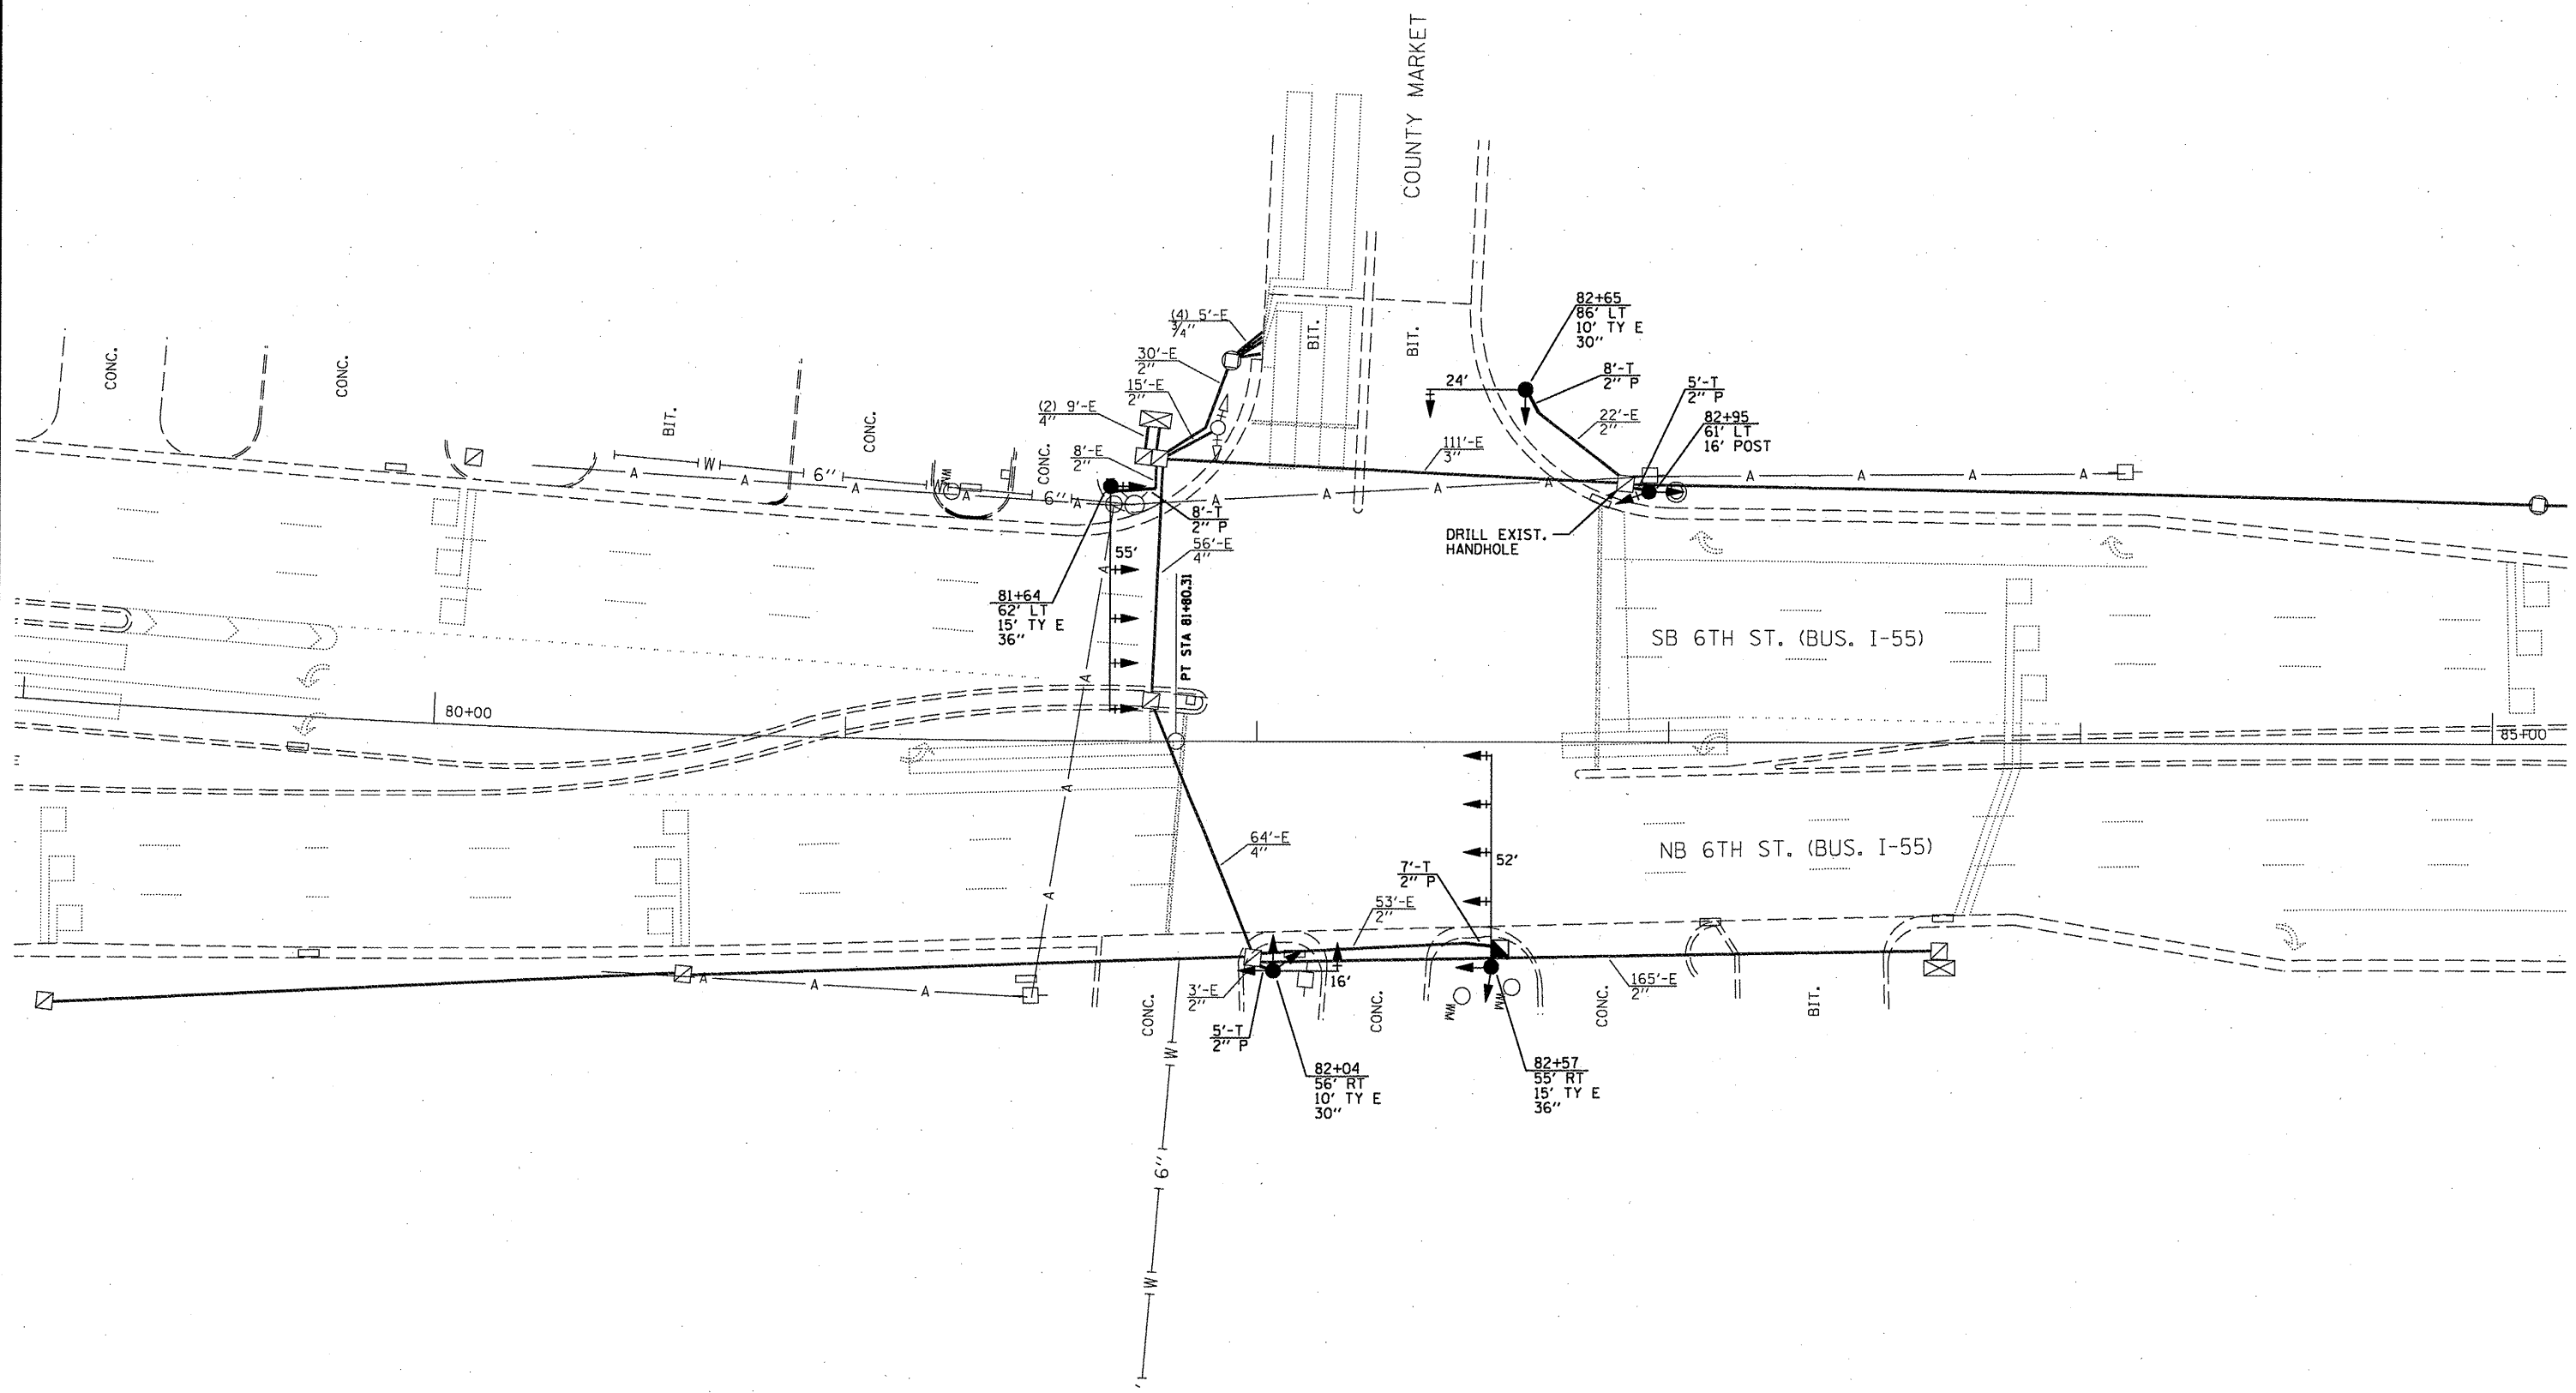 COUNTY MARKET
82+65
86' LT
10' TY E
30"
(4) 5'-E
3/4"
30'-E
2"
15'-E
2"
(2) 9'-E
4"
8'-E
2"
CONC.
CONC.
BIT.
CONC.
CONC.
BIT.
BIT.
24'
8'-T
2" P
5'-T
2" P
82+95
61' LT
16' POST
22'-E
2"
111'-E
3"
W
6"
W
WM
6"
A
A
A
A
A
A
A
A
A
A
A
A
A
A
8'-T
2" P
56'-E
4"
DRILL EXIST.
HANDHOLE
55'
81+64
62' LT
15' TY E
36"
PT STA 81+80.31
SB 6TH ST. (BUS. I-55)
80+00
85+00
A
A
A
A
64'-E
4"
52'
NB 6TH ST. (BUS. I-55)
7'-T
2" P
53'-E
2"
A
A
A
3'-E
2"
16'
165'-E
2"
CONC.
CONC.
WM
WM
CONC.
BIT.
5'-T
2" P
82+04
56' RT
10' TY E
30"
82+57
55' RT
15' TY E
36"
W
6"
W